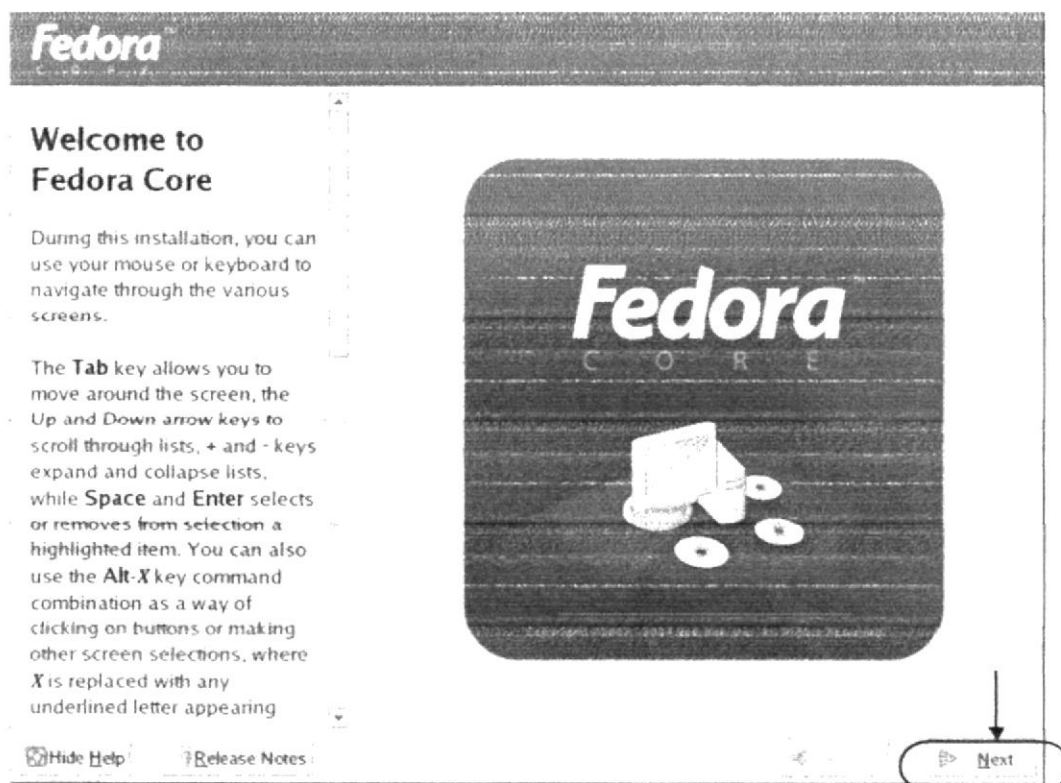 Fedora
CORE
Welcome to
Fedora Core
During this installation, you can
use your mouse or keyboard to
navigate through the various
screens.
The Tab key allows you to
move around the screen, the
Up and Down arrow keys to
scroll through lists, + and - keys
expand and collapse lists,
while Space and Enter selects
or removes from selection a
highlighted item. You can also
use the Alt-X key command
combination as a way of
clicking on buttons or making
other screen selections, where
X is replaced with any
underlined letter appearing
Fedora
CORE
Hide Help
Release Notes
Next